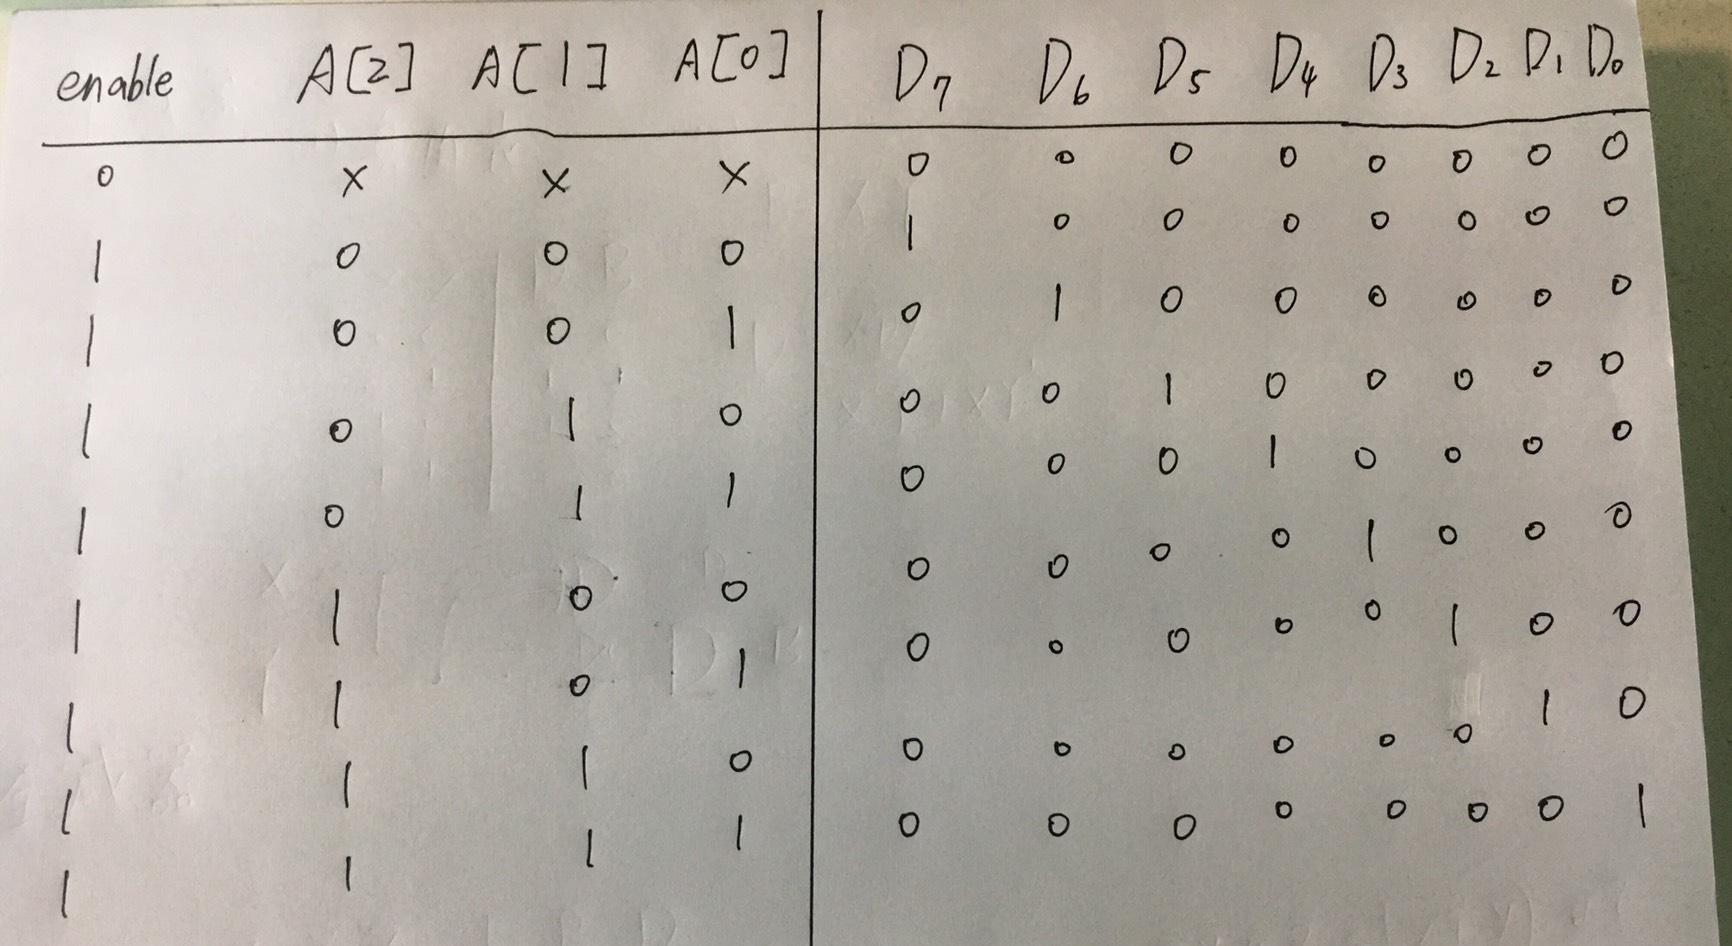 enable A[2] A[1] A[0] D7 D6 D5 D4 D3 D2 D1 D0
0 X X X 0 0 0 0 0 0 0 0
1 0 0 0 1 0 0 0 0 0 0 0
1 0 0 1 0 1 0 0 0 0 0 0
1 0 1 0 0 0 1 0 0 0 0 0
1 0 1 1 0 0 0 1 0 0 0 0
1 1 0 0 0 0 0 0 1 0 0 0
1 1 0 1 0 0 0 0 0 1 0 0
1 1 1 0 0 0 0 0 0 0 1 0
1 1 1 1 0 0 0 0 0 0 0 1